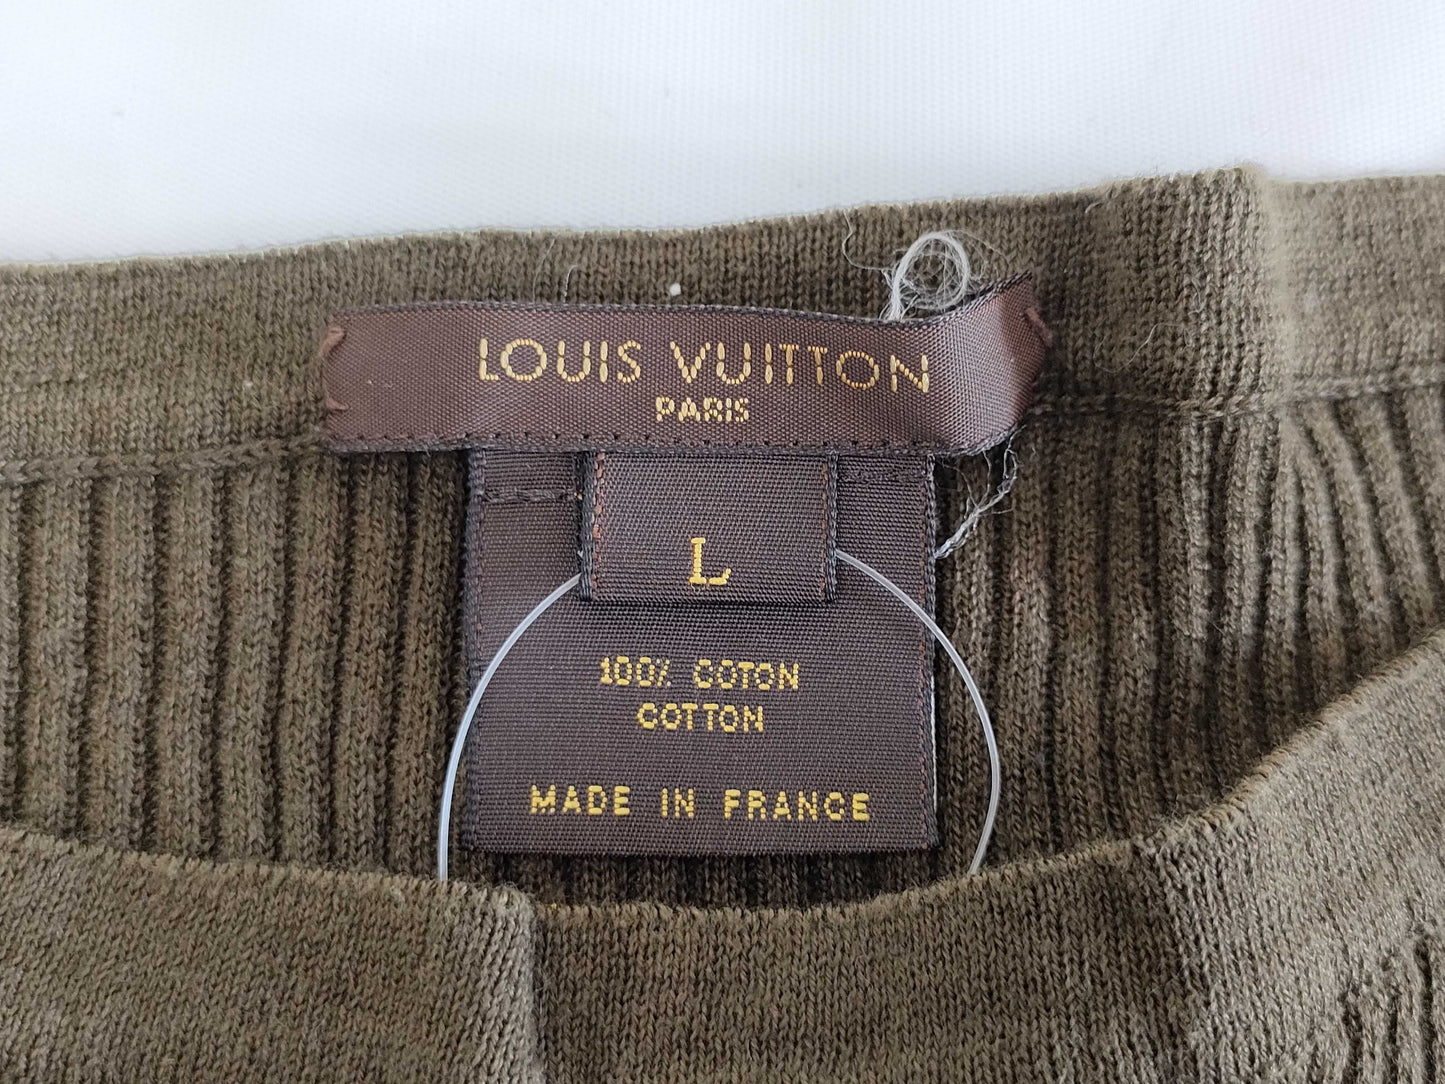 LOUIS VUITTON
PARIS
L
100% COTON
COTTON
MADE IN FRANCE